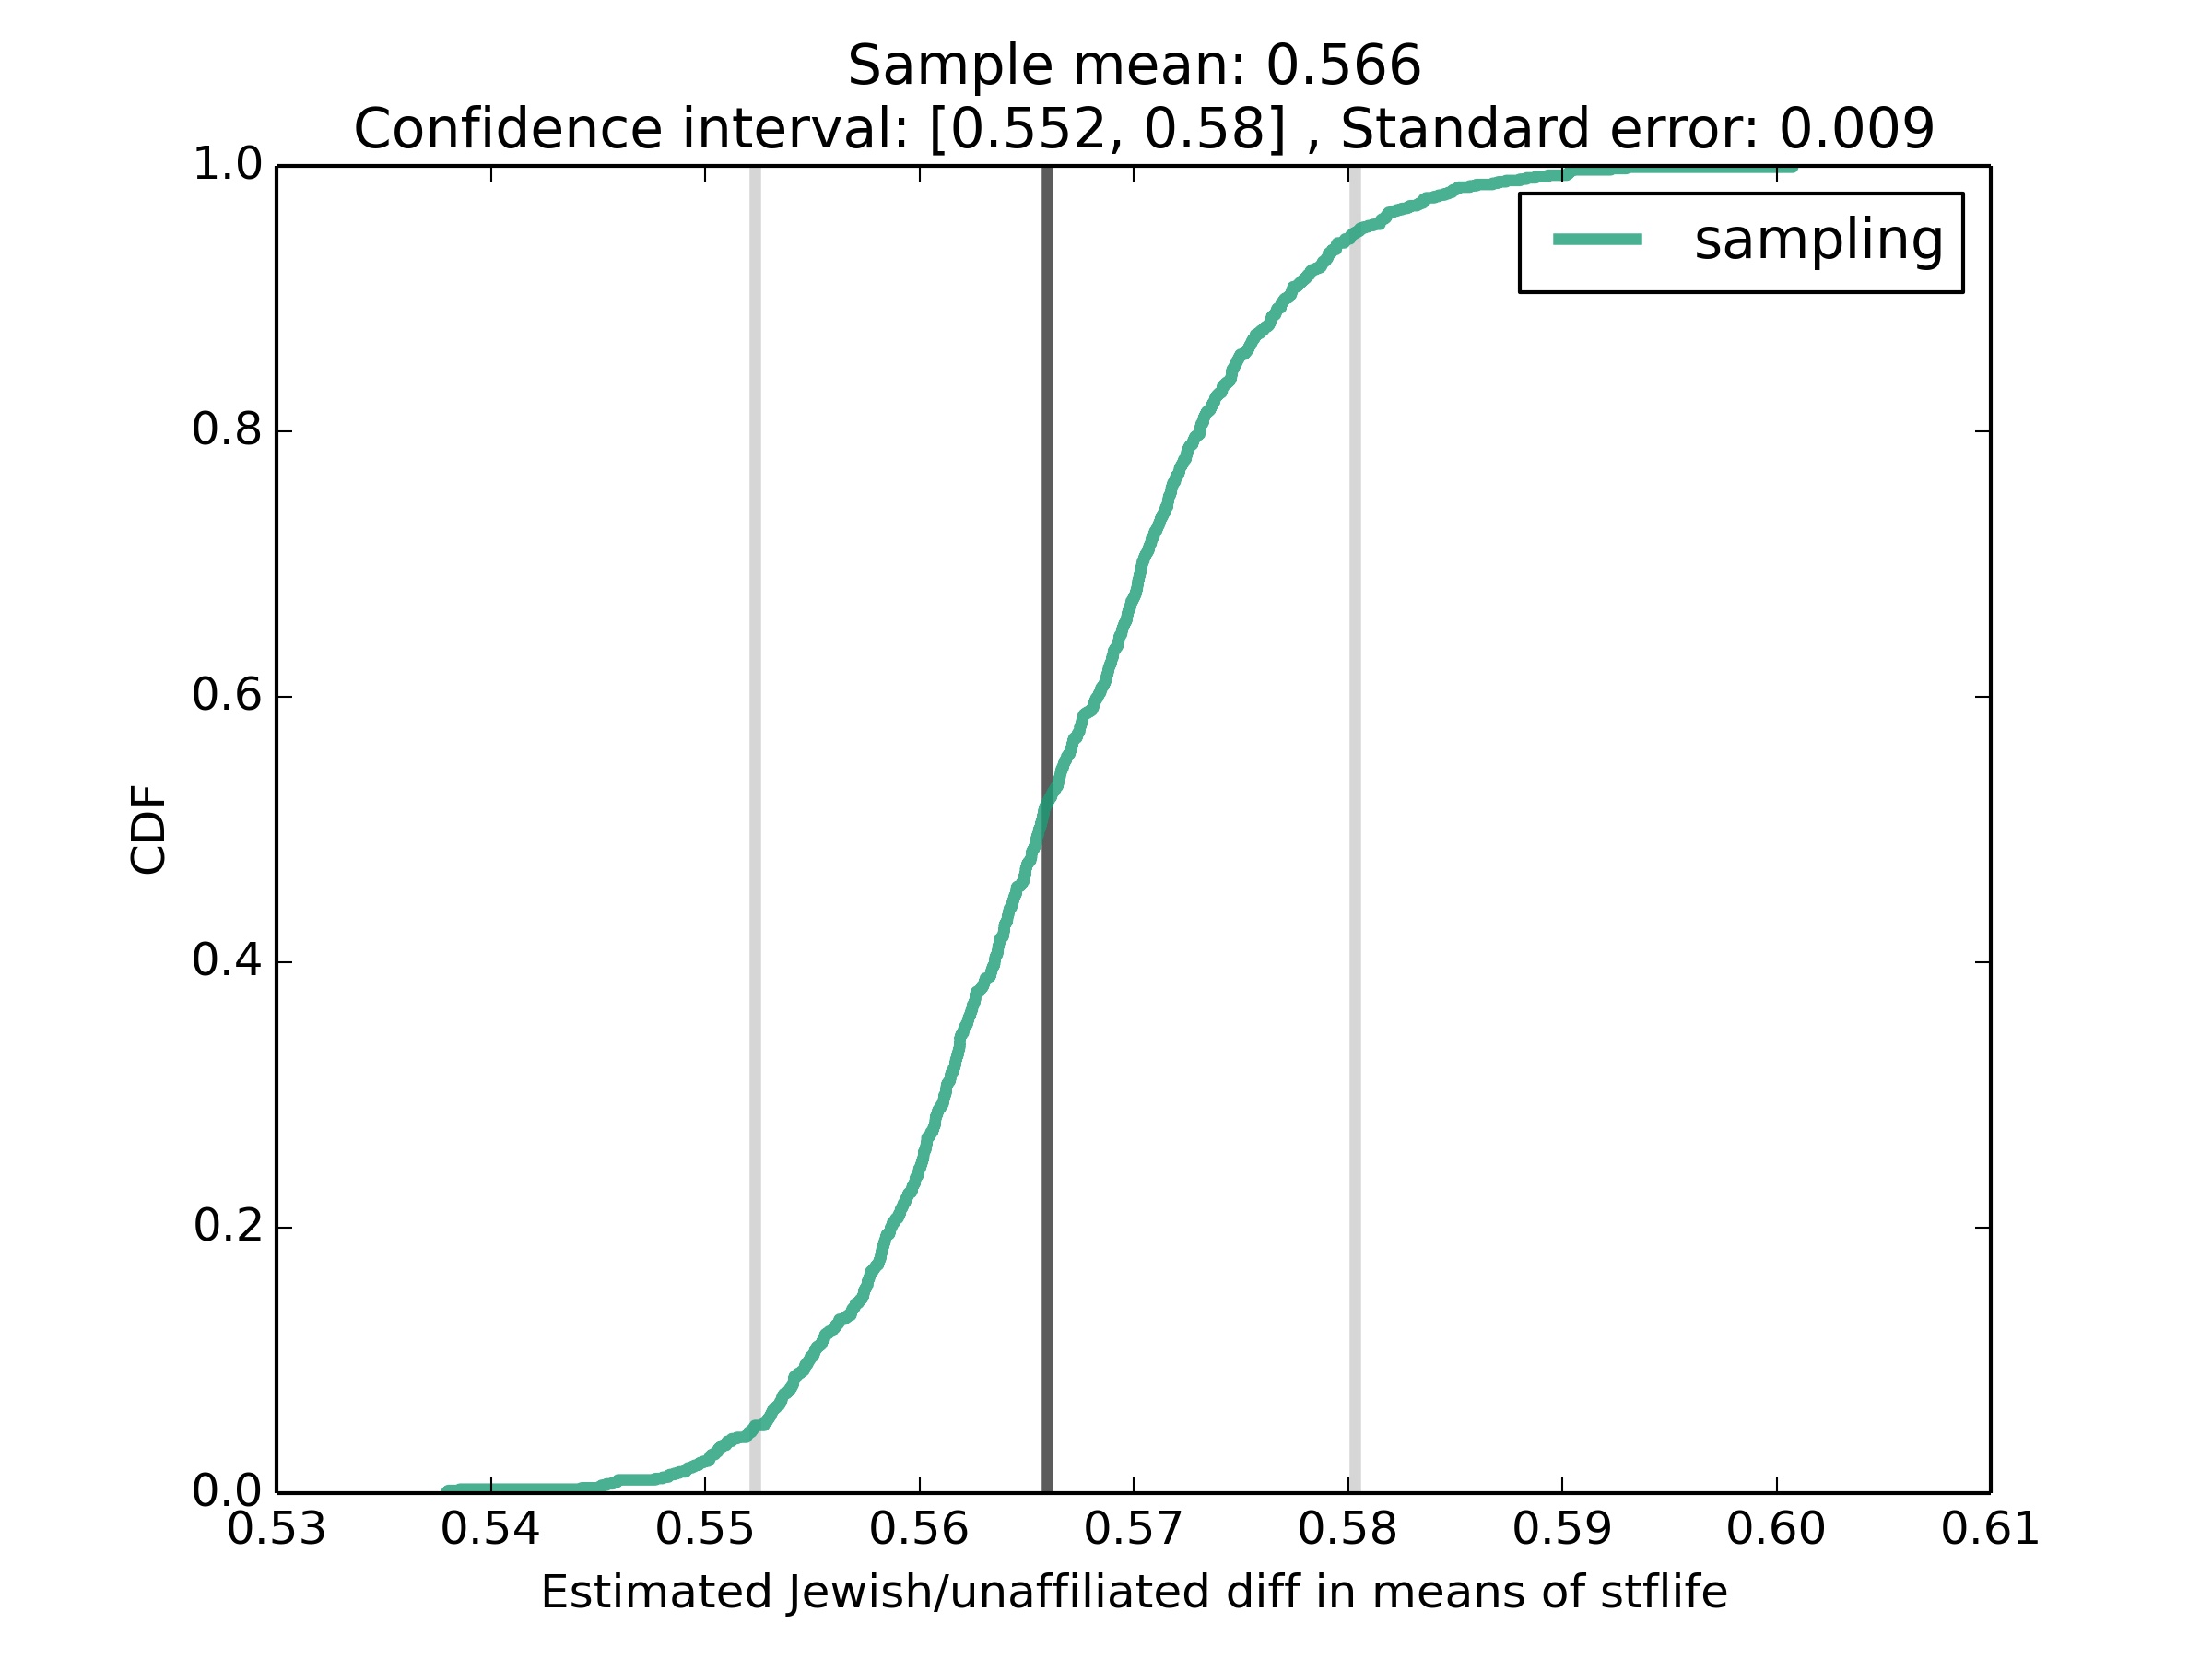 Sample mean: 0.566
Confidence interval: [0.552, 0.58] , Standard error: 0.009
1.0
sampling
0.8
0.6
CDF
0.4
0.2
0.0
0.53 0.54 0.55 0.56 0.57 0.58 0.59 0.60 0.61
Estimated Jewish/unaffiliated diff in means of stflife